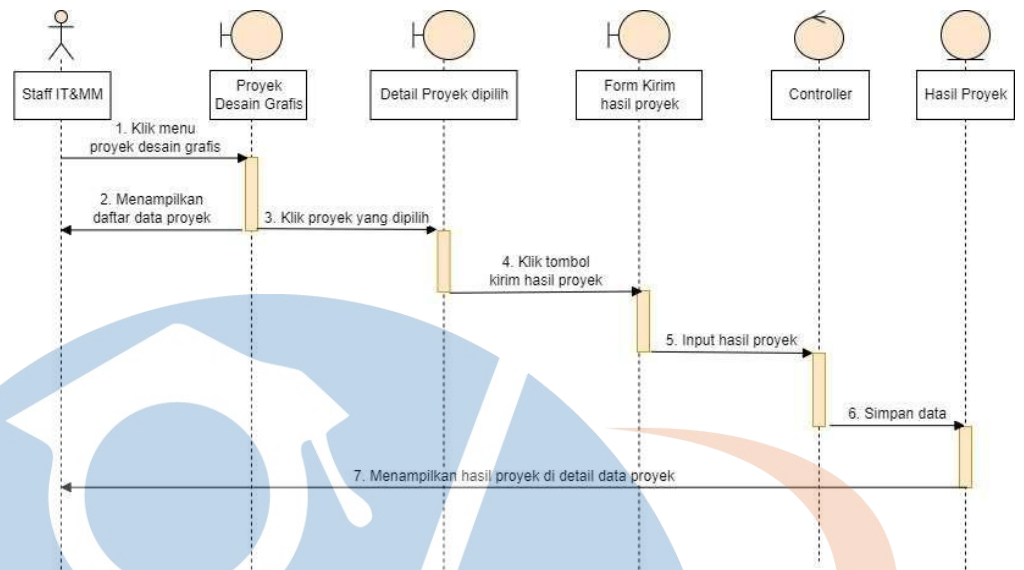 Staff IT&MM
Proyek
Desain Grafis
Detail Proyek dipilih
Form Kirim
hasil proyek
Controller
Hasil Proyek
1. Klik menu
proyek desain grafis
2. Menampilkan
daftar data proyek
3. Klik proyek yang dipilih
4. Klik tombol
kirim hasil proyek
5. Input hasil proyek
6. Simpan data
7. Menampilkan hasil proyek di detail data proyek